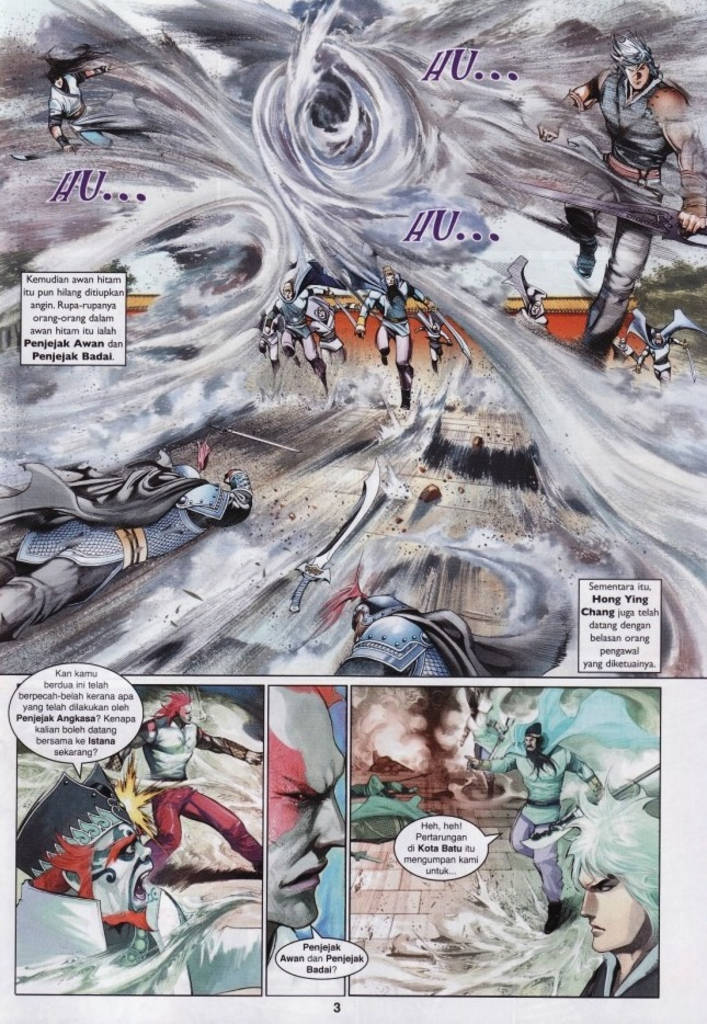 HU...
HU...
HU...
Kemudian awan hitam
itu pun hilang ditiupkan
angin. Rupa-rupanya
orang-orang dalam
awan hitam itu ialah
Penjejak Awan dan
Penjejak Badai.
Sementara itu,
Hong Ying
Chang juga telah
datang dengan
belasan orang
pengawal
yang diketuainya.
Kan kamu
berdua ini telah
berpecah-belah kerana apa
yang telah dilakukan oleh
Penjejak Angkasa? Kenapa
kalian boleh datang
bersama ke Istana
sekarang?
Penjejak
Awan dan Penjejak
Badai?
Heh, heh!
Pertarungan
di Kota Batu itu
mengumpan kami
untuk...
3